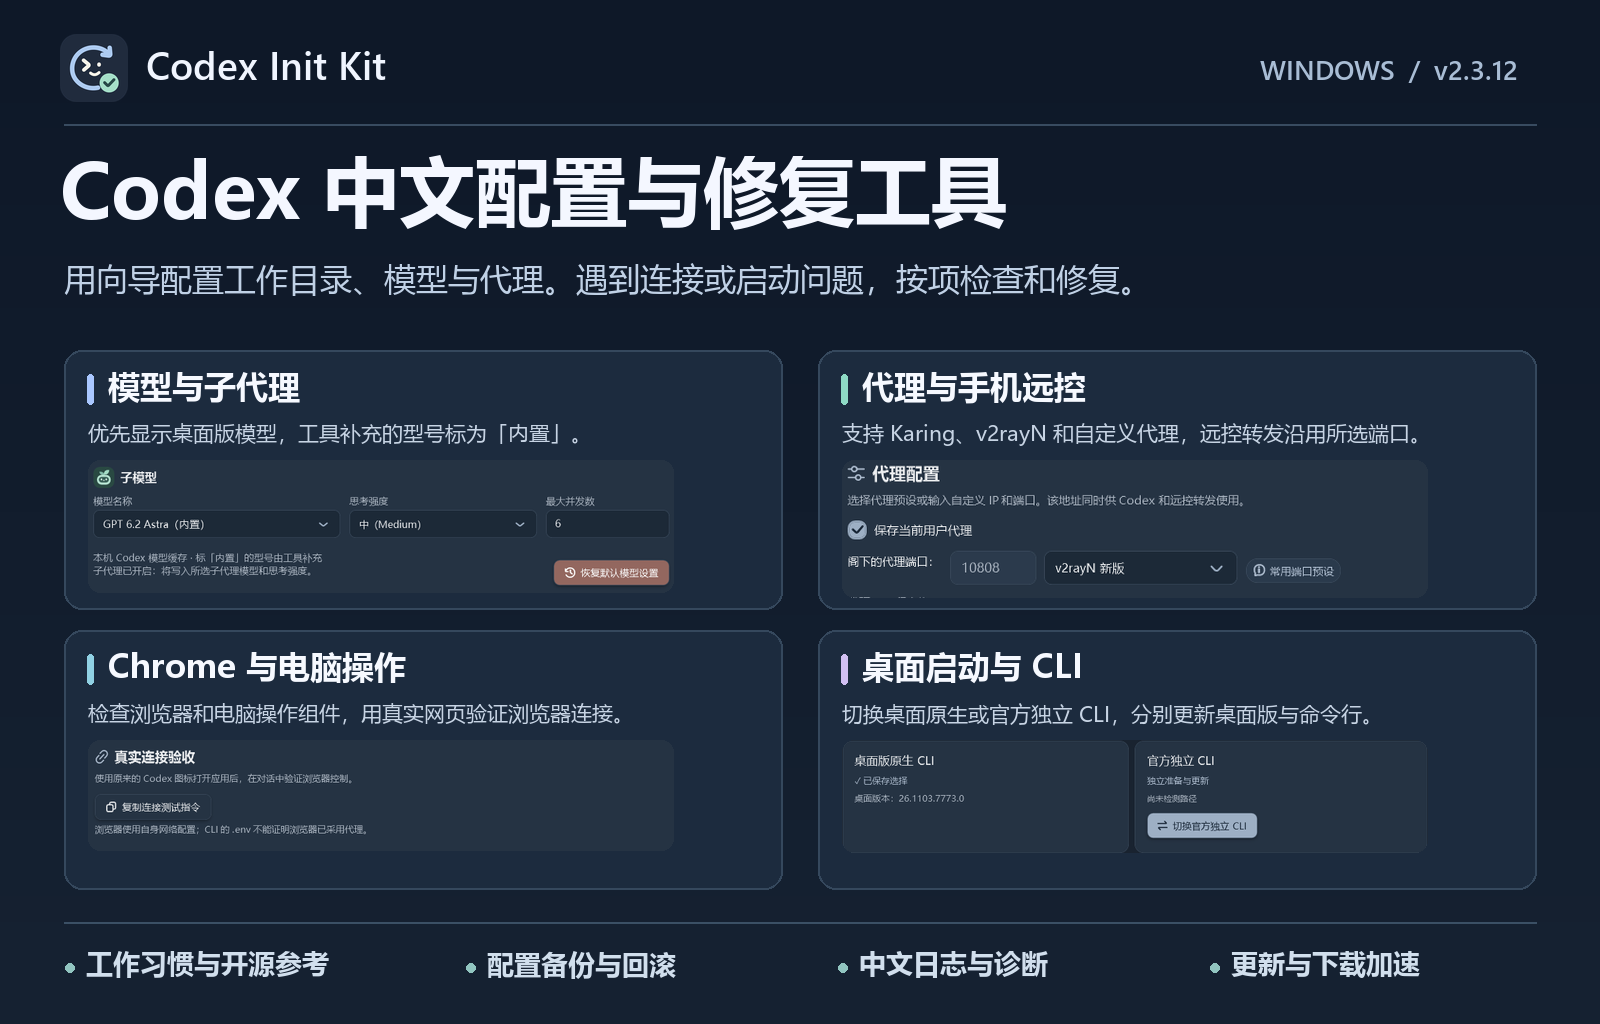 Codex Init Kit
WINDOWS / v2.3.12
Codex 中文配置与修复工具
用向导配置工作目录、模型与代理。遇到连接或启动问题，按项检查和修复。
模型与子代理
优先显示桌面版模型，工具补充的型号标为「内置」。
子模型
模型名称
思考强度
最大并发数
GPT 6.2 Astra（内置）
中（Medium）
6
本机 Codex 模型缓存 · 标「内置」的型号由工具补充
子代理已开启：将写入所选子代理模型和思考强度。
恢复默认模型设置
代理与手机远控
支持 Karing、v2rayN 和自定义代理，远控转发沿用所选端口。
代理配置
选择代理预设或输入自定义 IP 和端口。该地址同时供 Codex 和远控转发使用。
保存当前用户代理
阁下的代理端口：
10808
v2rayN 新版
常用端口预设
Chrome 与电脑操作
检查浏览器和电脑操作组件，用真实网页验证浏览器连接。
真实连接验收
使用原来的 Codex 图标打开应用后，在对话中验证浏览器控制。
复制连接测试指令
浏览器使用自身网络配置；CLI 的 .env 不能证明浏览器已采用代理。
桌面启动与 CLI
切换桌面原生或官方独立 CLI，分别更新桌面版与命令行。
桌面版原生 CLI
✓ 已保存选择
桌面版本：26.1103.7773.0
官方独立 CLI
独立准备与更新
尚未检测路径
切换官方独立 CLI
工作习惯与开源参考
配置备份与回滚
中文日志与诊断
更新与下载加速